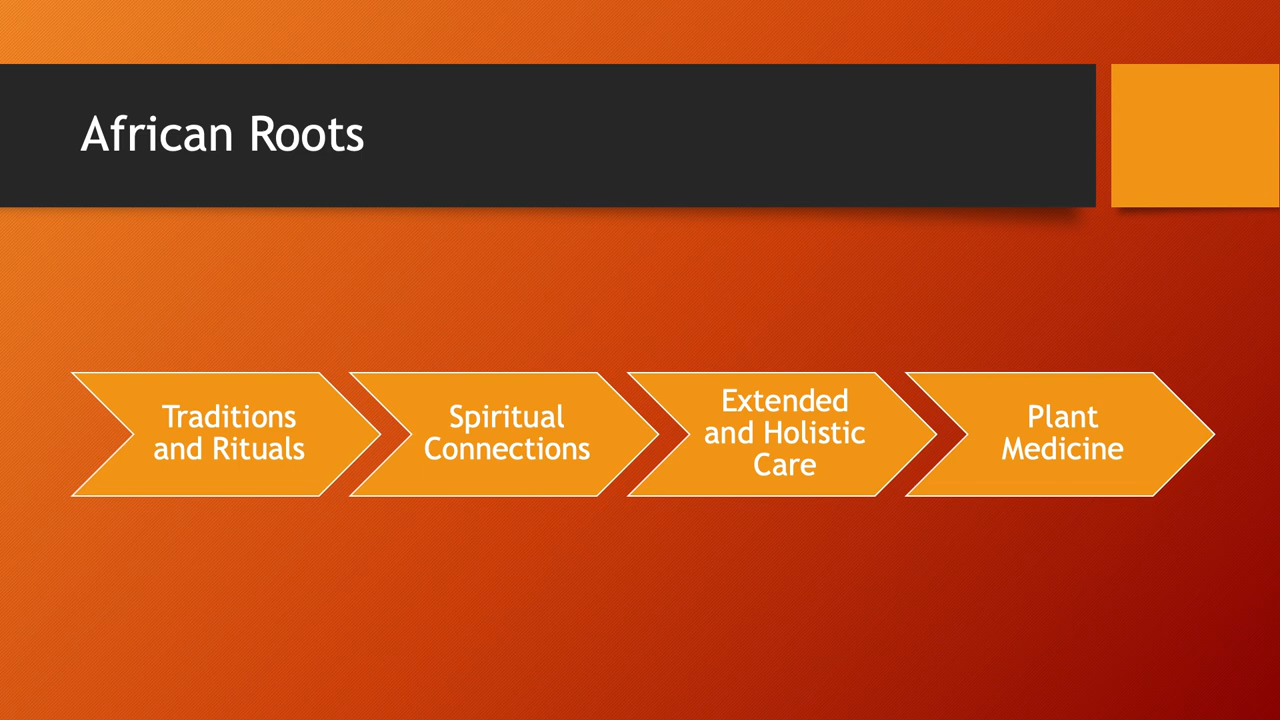 African Roots
Traditions
and Rituals
Spiritual
Connections
Extended
and Holistic
Care
Plant
Medicine